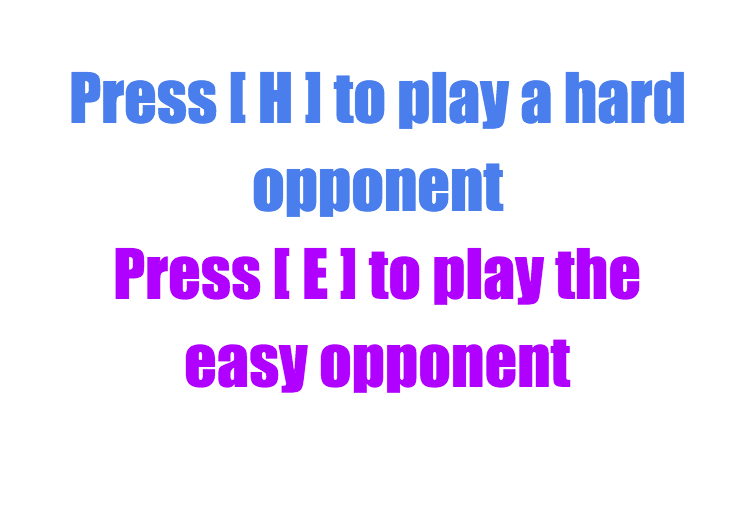 Press [ H ] to play a hard
opponent
Press [ E ] to play the
easy opponent